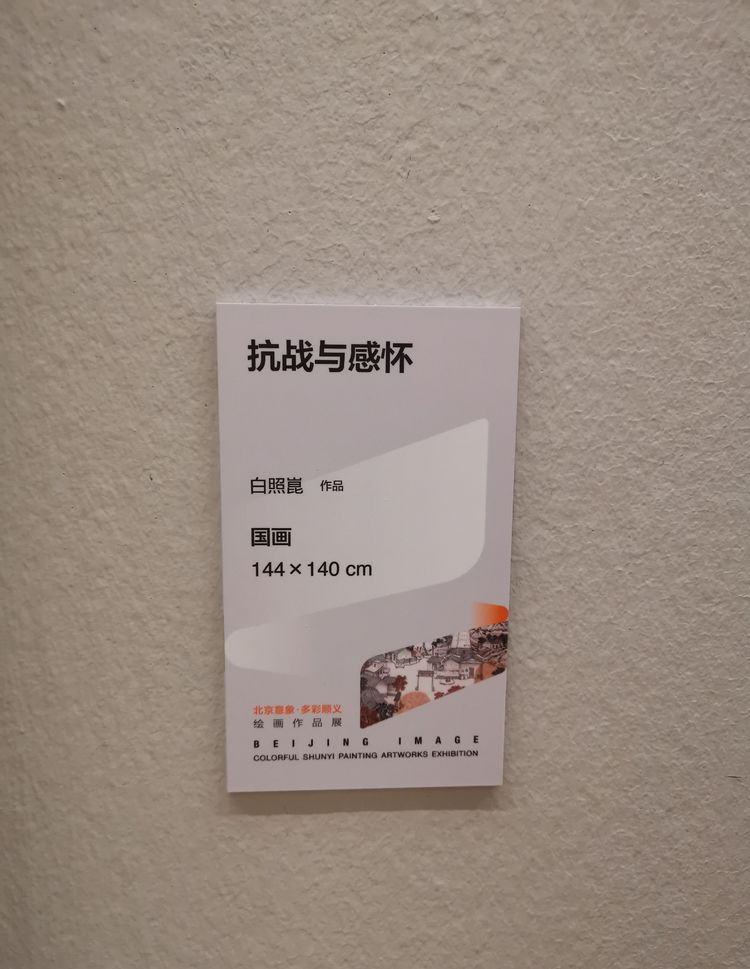 抗战与感怀
白照崑 作品
国画
144×140 cm
北京意象·多彩顺义
绘画作品展
BEIJING IMAGE
COLORFUL SHUNYI PAINTING ARTWORKS EXHIBITION